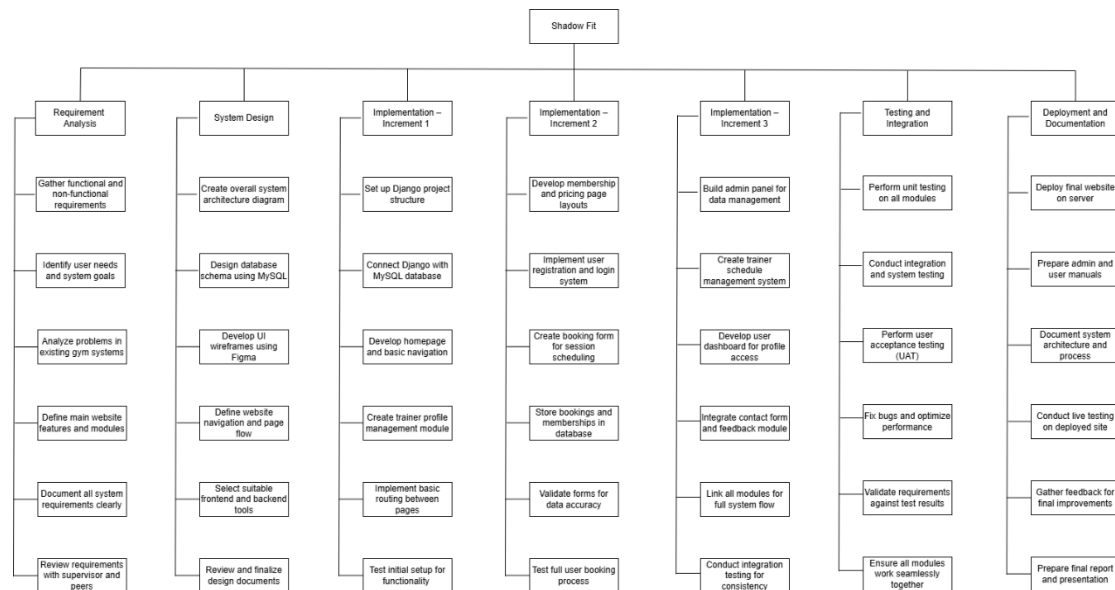 Shadow Fit
Requirement
Analysis
Gather functional and
non-functional
requirements
Identify user needs
and system goals
Analyze problems in
existing gym systems
Define main website
features and modules
Document all system
requirements clearly
Review requirements
with supervisor and
peers
System Design
Create overall system
architecture diagram
Design database
schema using MySQL
Develop UI
wireframes using
Figma
Define website
navigation and page
flow
Select suitable
frontend and backend
tools
Review and finalize
design documents
Implementation –
Increment 1
Set up Django project
structure
Connect Django with
MySQL database
Develop homepage
and basic navigation
Create trainer profile
management module
Implement basic
routing between
pages
Test initial setup for
functionality
Implementation –
Increment 2
Develop membership
and pricing page
layouts
Implement user
registration and login
system
Create booking form
for session
scheduling
Store bookings and
memberships in
database
Validate forms for
data accuracy
Test full user booking
process
Implementation –
Increment 3
Build admin panel for
data management
Create trainer
schedule
management system
Develop user
dashboard for profile
access
Integrate contact form
and feedback module
Link all modules for
full system flow
Conduct integration
testing for
consistency
Testing and
Integration
Perform unit testing
on all modules
Conduct integration
and system testing
Perform user
acceptance testing
(UAT)
Fix bugs and optimize
performance
Validate requirements
against test results
Ensure all modules
work seamlessly
together
Deployment and
Documentation
Deploy final website
on server
Prepare admin and
user manuals
Document system
architecture and
process
Conduct live testing
on deployed site
Gather feedback for
final improvements
Prepare final report
and presentation